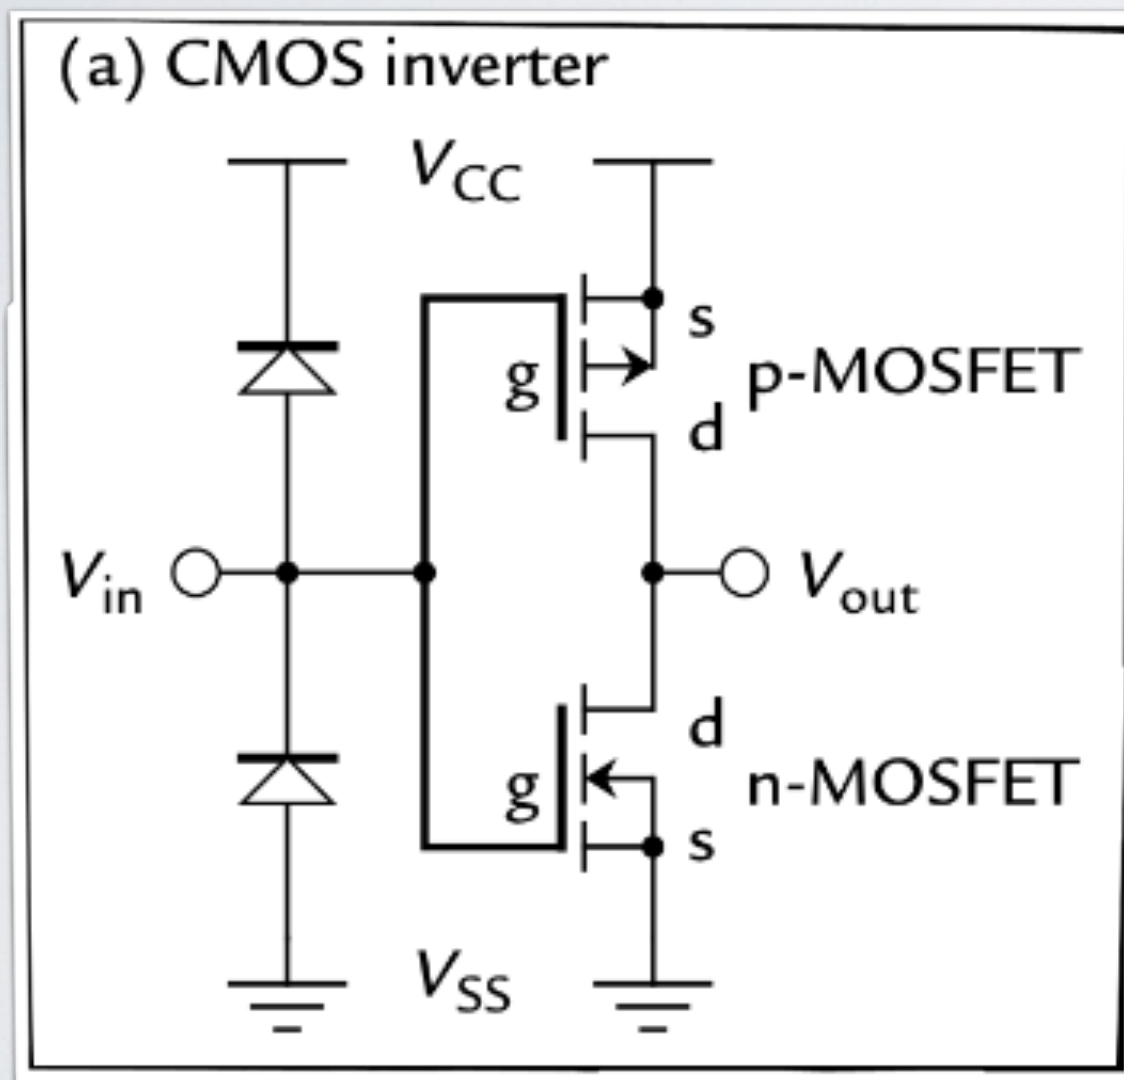 (a) CMOS inverter
VCC
s
g
p-MOSFET
d
Vin
Vout
d
g
n-MOSFET
s
VSS